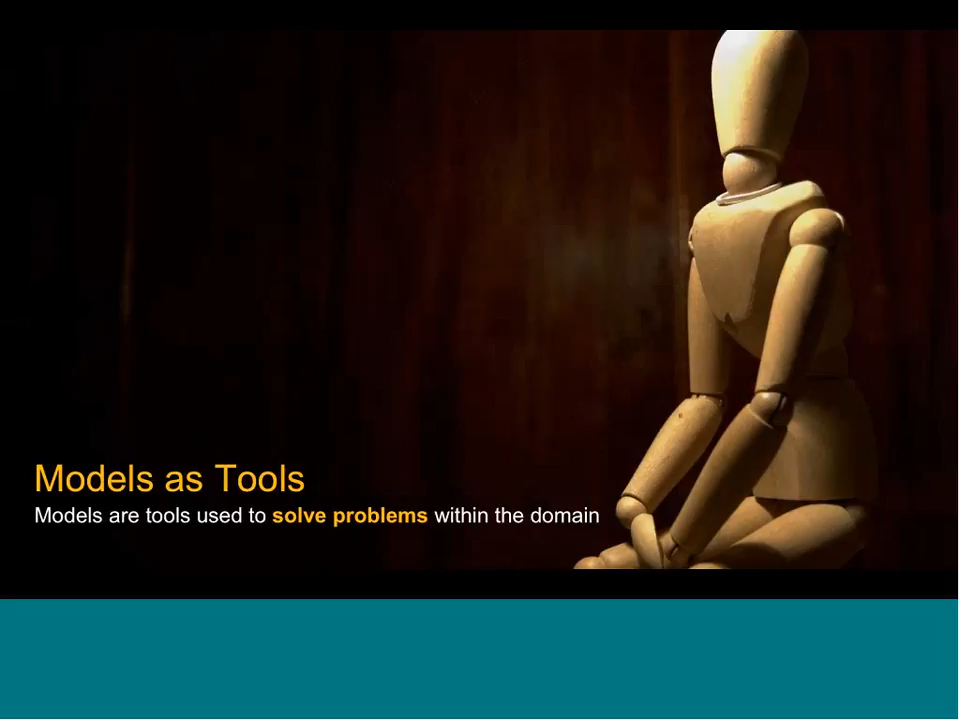 Models as Tools
Models are tools used to solve problems within the domain